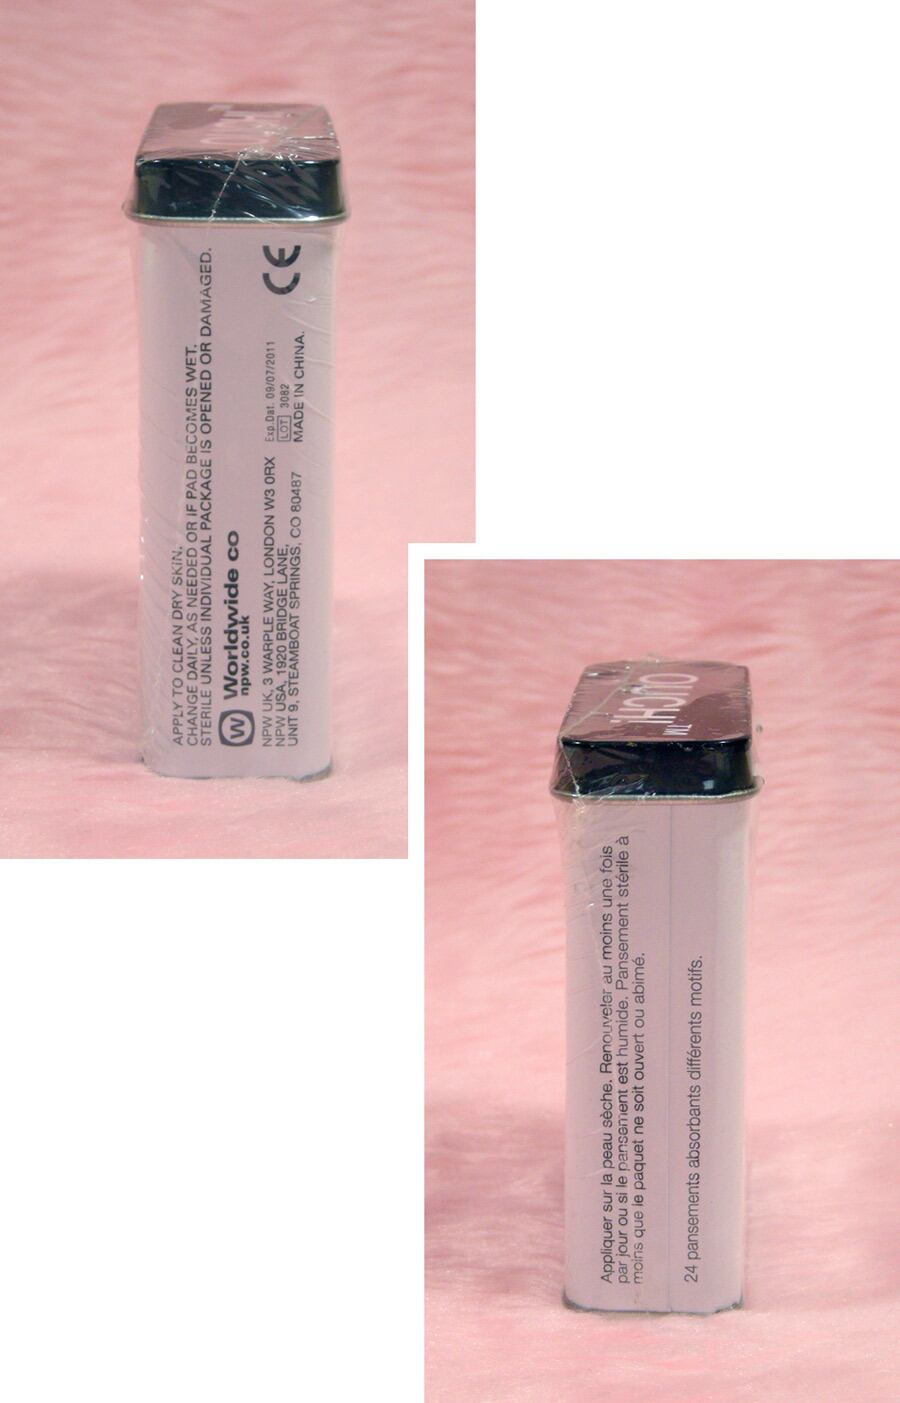 APPLY TO CLEAN DRY SKIN.
CHANGE DAILY, AS NEEDED OR IF PAD BECOMES WET.
STERILE UNLESS INDIVIDUAL PACKAGE IS OPENED OR DAMAGED.
W Worldwide co
npw.co.uk
NPW UK, 3 WARPLE WAY, LONDON W3 0RX
NPW USA, 1920 BRIDGE LANE,
UNIT 9, STEAMBOAT SPRINGS, CO 80487
Exp.Dat. 09/07/2011
LOT 3082
MADE IN CHINA.
CE
OUCH!™
Appliquer sur la peau sèche. Renouveler au moins une fois
par jour ou si le pansement est humide. Pansement stérile à
moins que le paquet ne soit ouvert ou abimé.
24 pansements absorbants différents motifs.